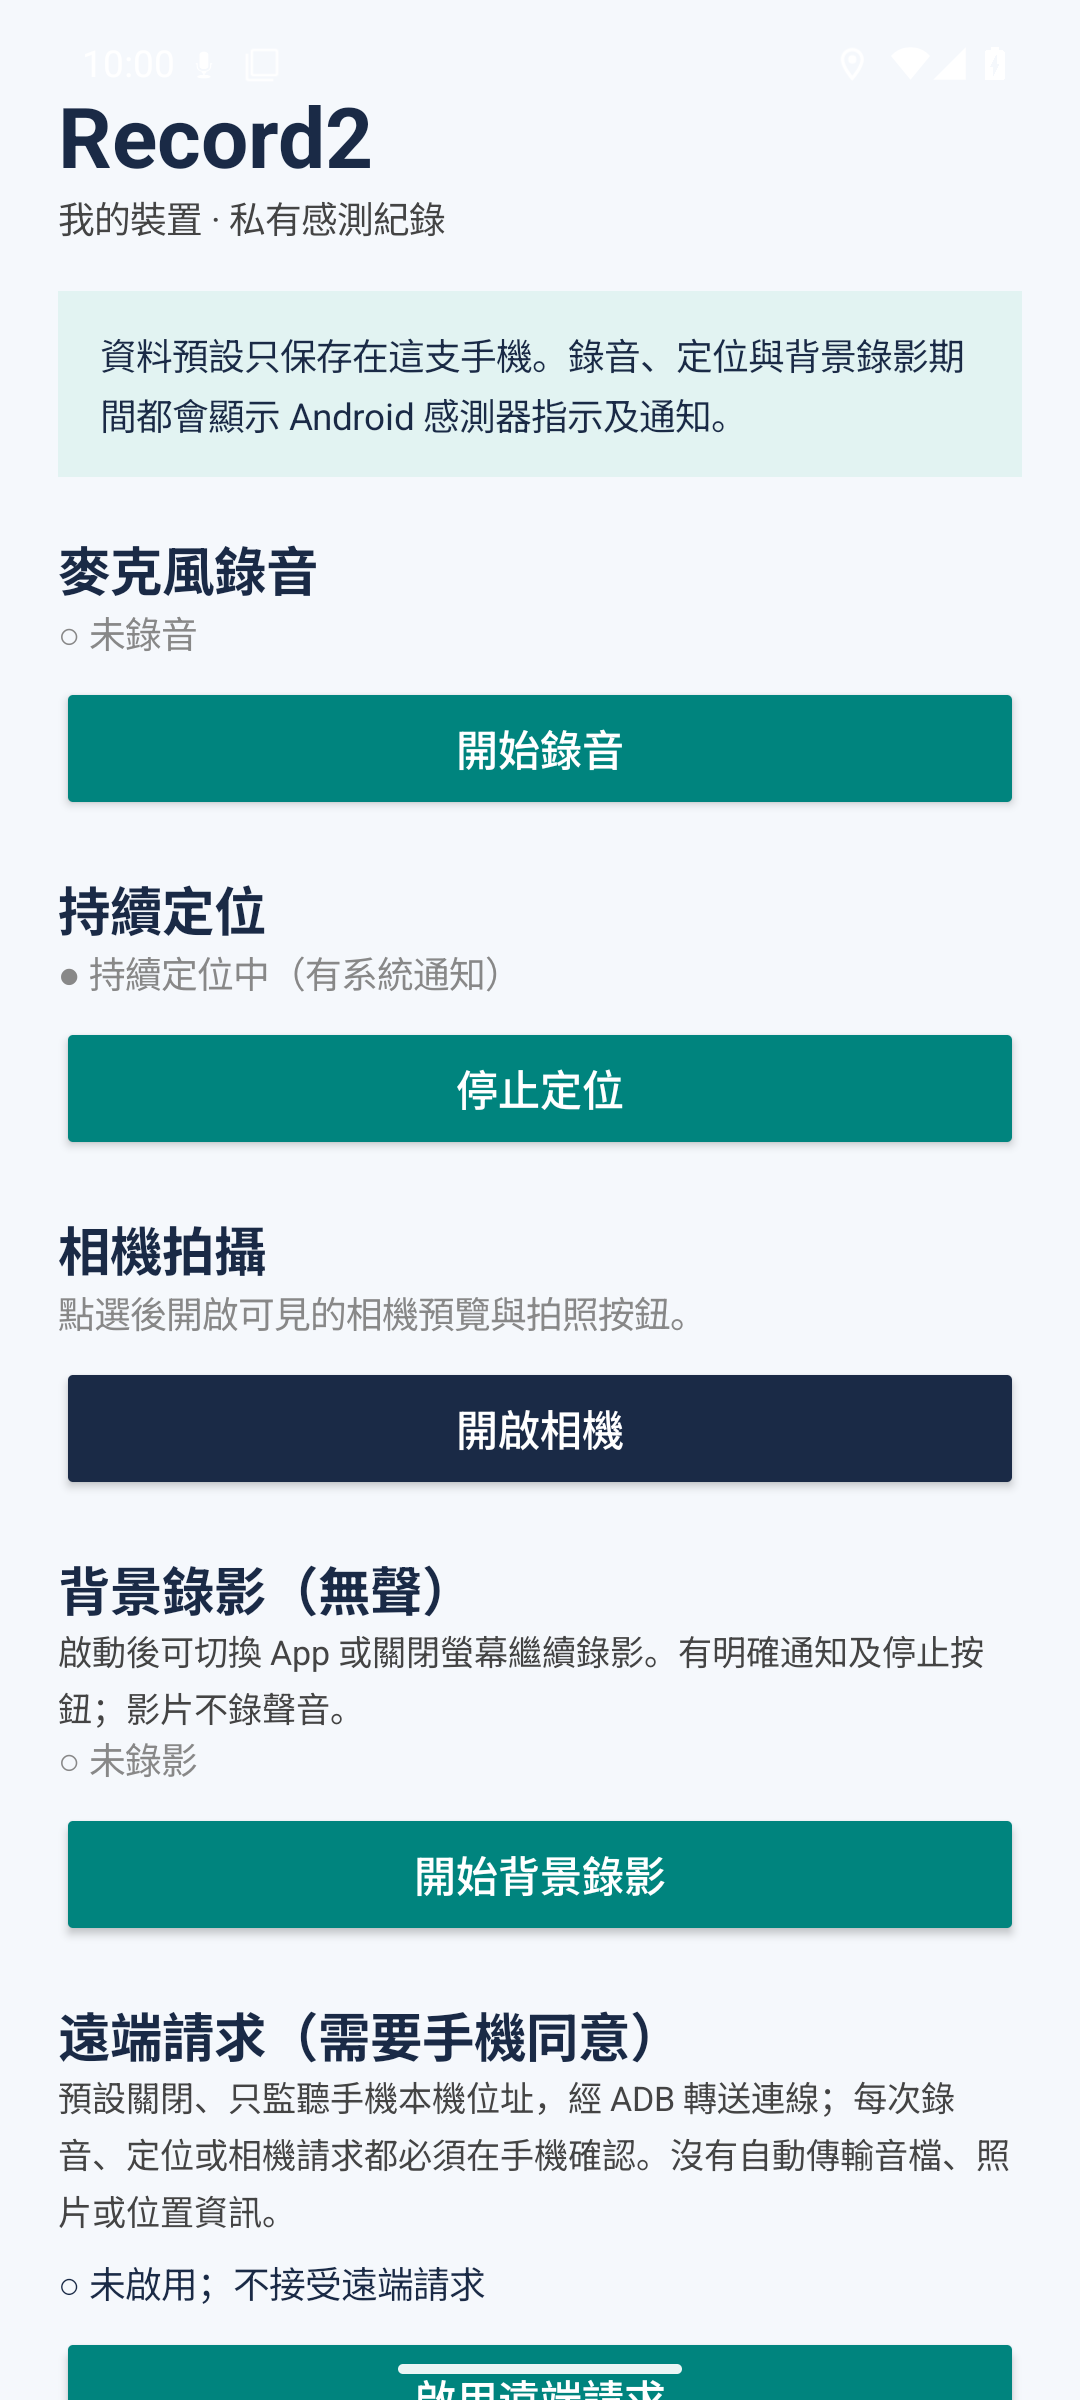 10:00
Record2
我的裝置 · 私有感測紀錄
資料預設只保存在這支手機。錄音、定位與背景錄影期
間都會顯示 Android 感測器指示及通知。
麥克風錄音
○ 未錄音
開始錄音
持續定位
● 持續定位中（有系統通知）
停止定位
相機拍攝
點選後開啟可見的相機預覽與拍照按鈕。
開啟相機
背景錄影（無聲）
啟動後可切換 App 或關閉螢幕繼續錄影。有明確通知及停止按
鈕；影片不錄聲音。
○ 未錄影
開始背景錄影
遠端請求（需要手機同意）
預設關閉、只監聽手機本機位址，經 ADB 轉送連線；每次錄
音、定位或相機請求都必須在手機確認。沒有自動傳輸音檔、照
片或位置資訊。
○ 未啟用；不接受遠端請求
啟用遠端請求